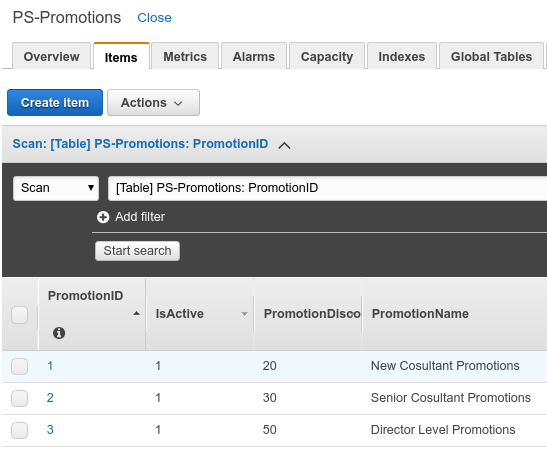 PS-Promotions Close
Overview Items Metrics Alarms Capacity Indexes Global Tables
Create item Actions
Scan: [Table] PS-Promotions: PromotionID
Scan [Table] PS-Promotions: PromotionID
Add filter
Start search
PromotionID IsActive PromotionDisco PromotionName
1 1 20 New Cosultant Promotions
2 1 30 Senior Cosultant Promotions
3 1 50 Director Level Promotions